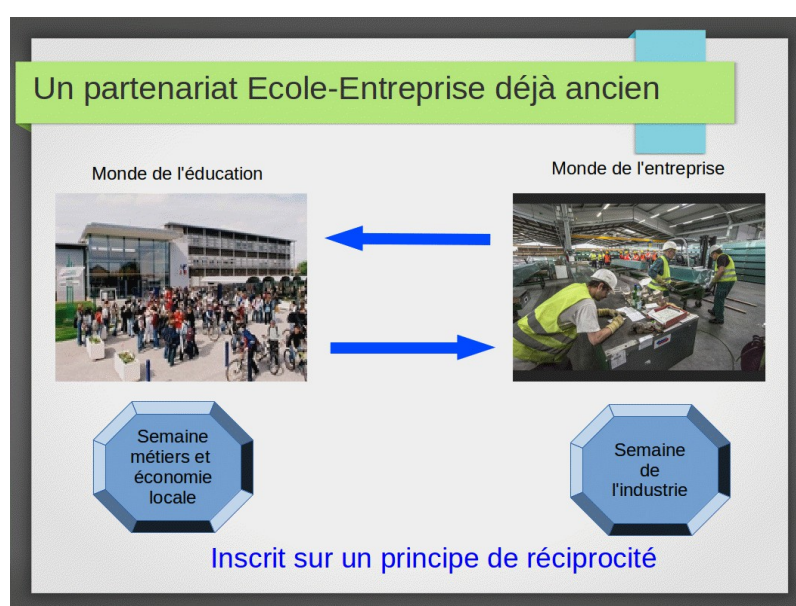 Un partenariat Ecole-Entreprise déjà ancien
Monde de l'éducation
Monde de l'entreprise
Semaine
métiers et
économie
locale
Semaine
de
l'industrie
Inscrit sur un principe de réciprocité